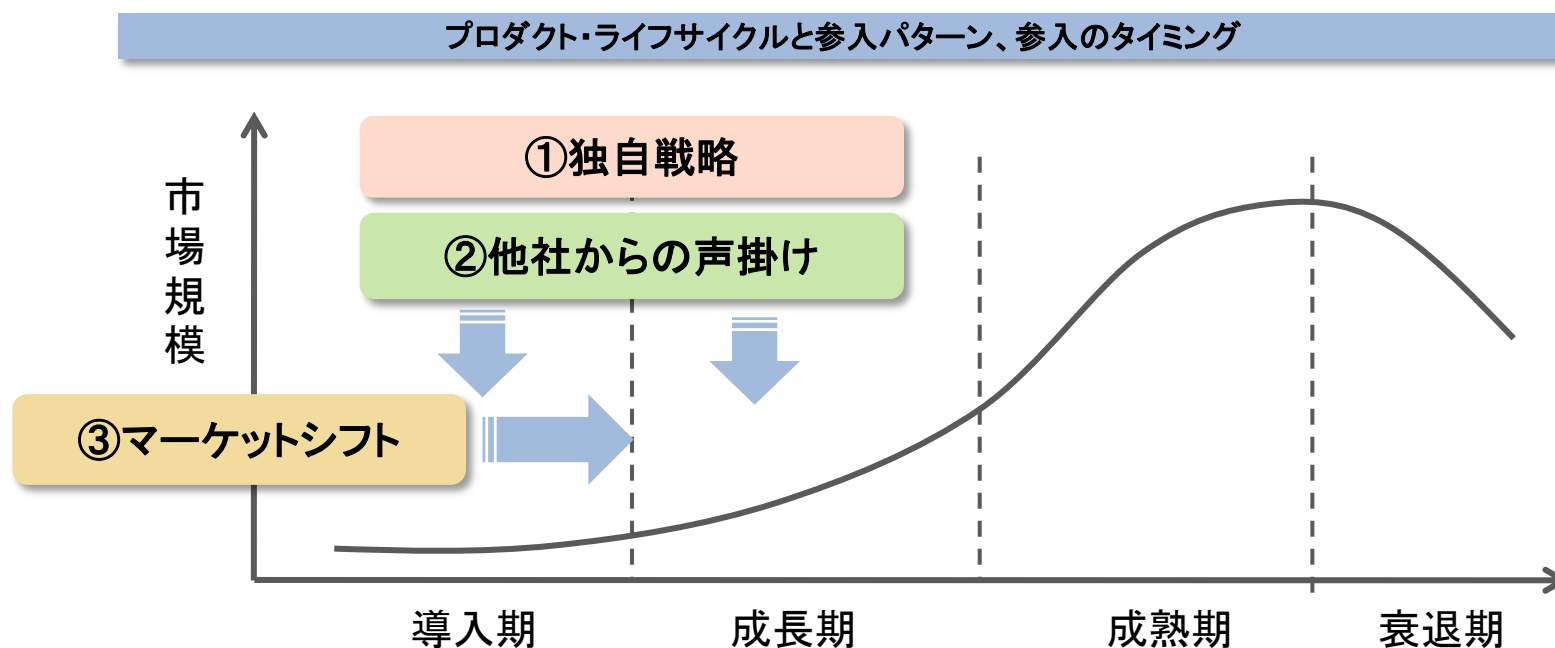 プロダクト・ライフサイクルと参入パターン、参入のタイミング
①独自戦略
②他社からの声掛け
市場規模
③マーケットシフト
導入期
成長期
成熟期
衰退期